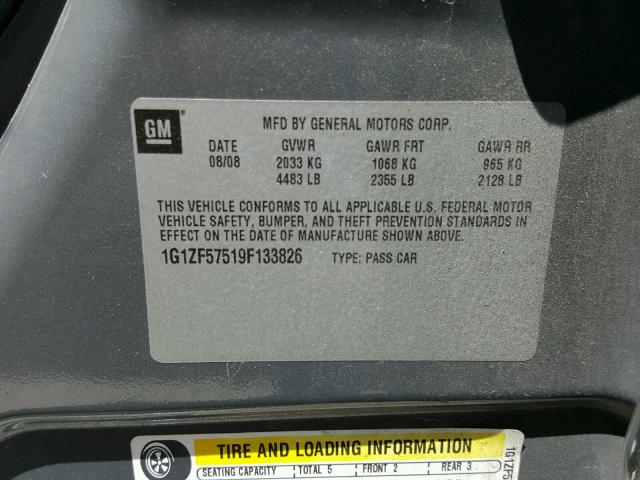 GM
MFD BY GENERAL MOTORS CORP.
DATE GVWR GAWR FRT GAWR RR
08/08 2033 KG 1068 KG 965 KG
4483 LB 2355 LB 2128 LB
THIS VEHICLE CONFORMS TO ALL APPLICABLE U.S. FEDERAL MOTOR
VEHICLE SAFETY, BUMPER, AND THEFT PREVENTION STANDARDS IN
EFFECT ON THE DATE OF MANUFACTURE SHOWN ABOVE.
1G1ZF57519F133826 TYPE: PASS CAR
TIRE AND LOADING INFORMATION
SEATING CAPACITY TOTAL 5 FRONT 2 REAR 3
1G1ZF5